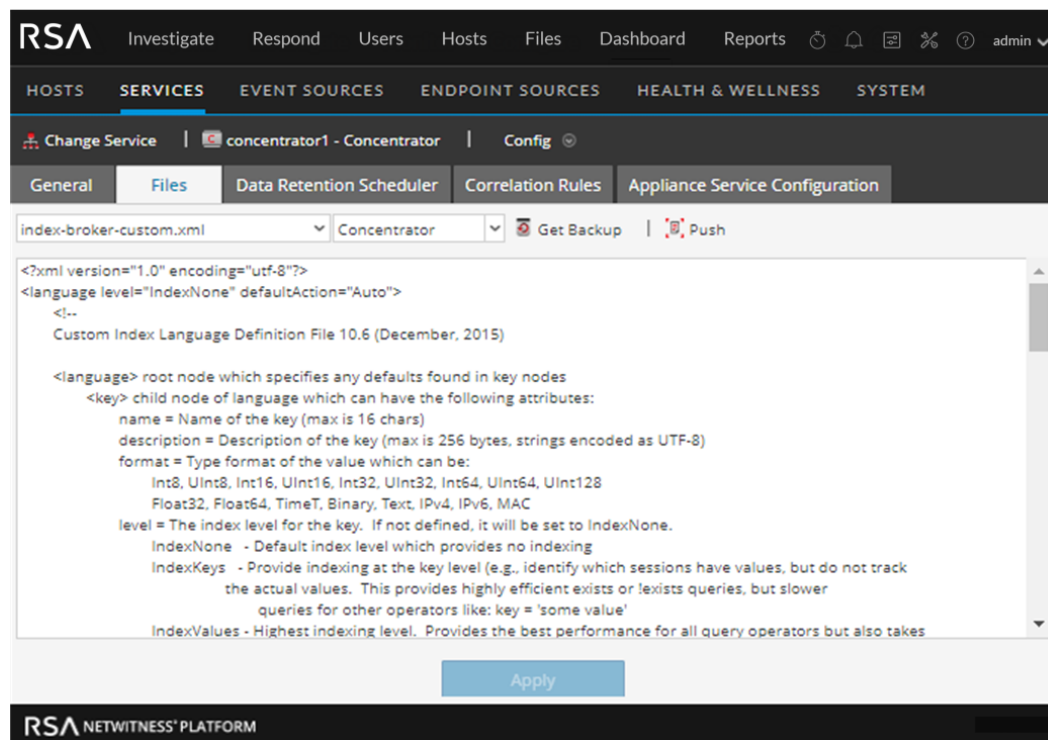 RSA Investigate Respond Users Hosts Files Dashboard Reports admin
HOSTS SERVICES EVENT SOURCES ENDPOINT SOURCES HEALTH & WELLNESS SYSTEM
Change Service | C concentrator1 - Concentrator | Config
General Files Data Retention Scheduler Correlation Rules Appliance Service Configuration
index-broker-custom.xml Concentrator Get Backup | Push
<?xml version="1.0" encoding="utf-8"?>
<language level="IndexNone" defaultAction="Auto">
<!--
Custom Index Language Definition File 10.6 (December, 2015)
<language> root node which specifies any defaults found in key nodes
<key> child node of language which can have the following attributes:
name = Name of the key (max is 16 chars)
description = Description of the key (max is 256 bytes, strings encoded as UTF-8)
format = Type format of the value which can be:
Int8, UInt8, Int16, UInt16, Int32, UInt32, Int64, UInt64, UInt128
Float32, Float64, TimeT, Binary, Text, IPv4, IPv6, MAC
level = The index level for the key.  If not defined, it will be set to IndexNone.
IndexNone  - Default index level which provides no indexing
IndexKeys  - Provide indexing at the key level (e.g., identify which sessions have values, but do not track
the actual values.  This provides highly efficient exists or !exists queries, but slower
queries for other operators like: key = 'some value'
IndexValues - Highest indexing level.  Provides the best performance for all query operators but also takes
Apply
RSA NETWITNESS® PLATFORM